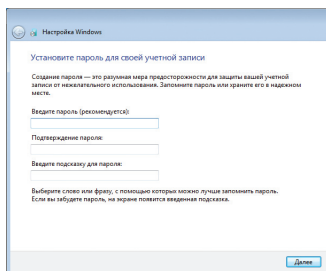 Настройка Windows
Установите пароль для своей учетной записи
Создание пароля — это разумная мера предосторожности для защиты вашей учетной
записи от нежелательного использования. Запомните пароль или храните его в надежном
месте.
Введите пароль (рекомендуется):
Подтверждение пароля:
Введите подсказку для пароля:
Выберите слово или фразу, с помощью которых можно лучше запомнить пароль.
Если вы забудете пароль, на экране появится введенная подсказка.
Далее